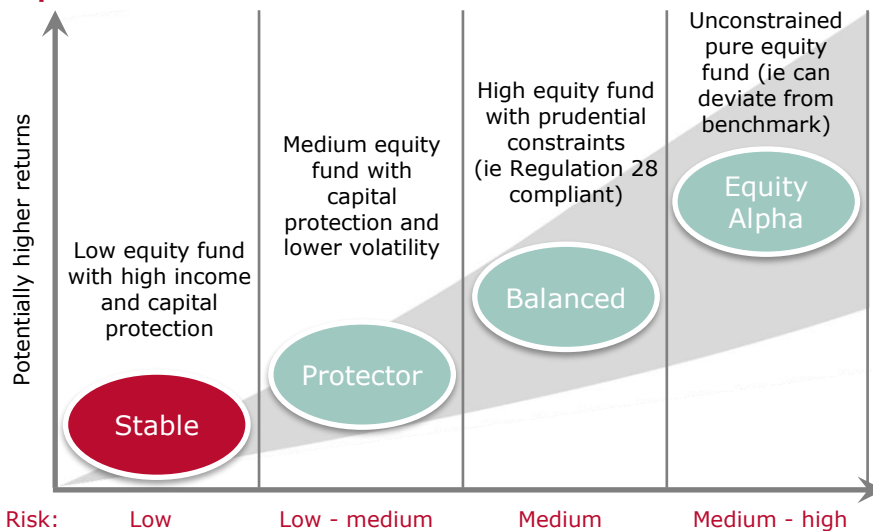 Potentially higher returns
Low equity fund
with high income
and capital
protection
Stable
Medium equity
fund with
capital
protection and
lower volatility
Protector
High equity fund
with prudential
constraints
(ie Regulation 28
compliant)
Balanced
Unconstrained
pure equity
fund (ie can
deviate from
benchmark)
Equity
Alpha
Risk: Low Low - medium Medium Medium - high